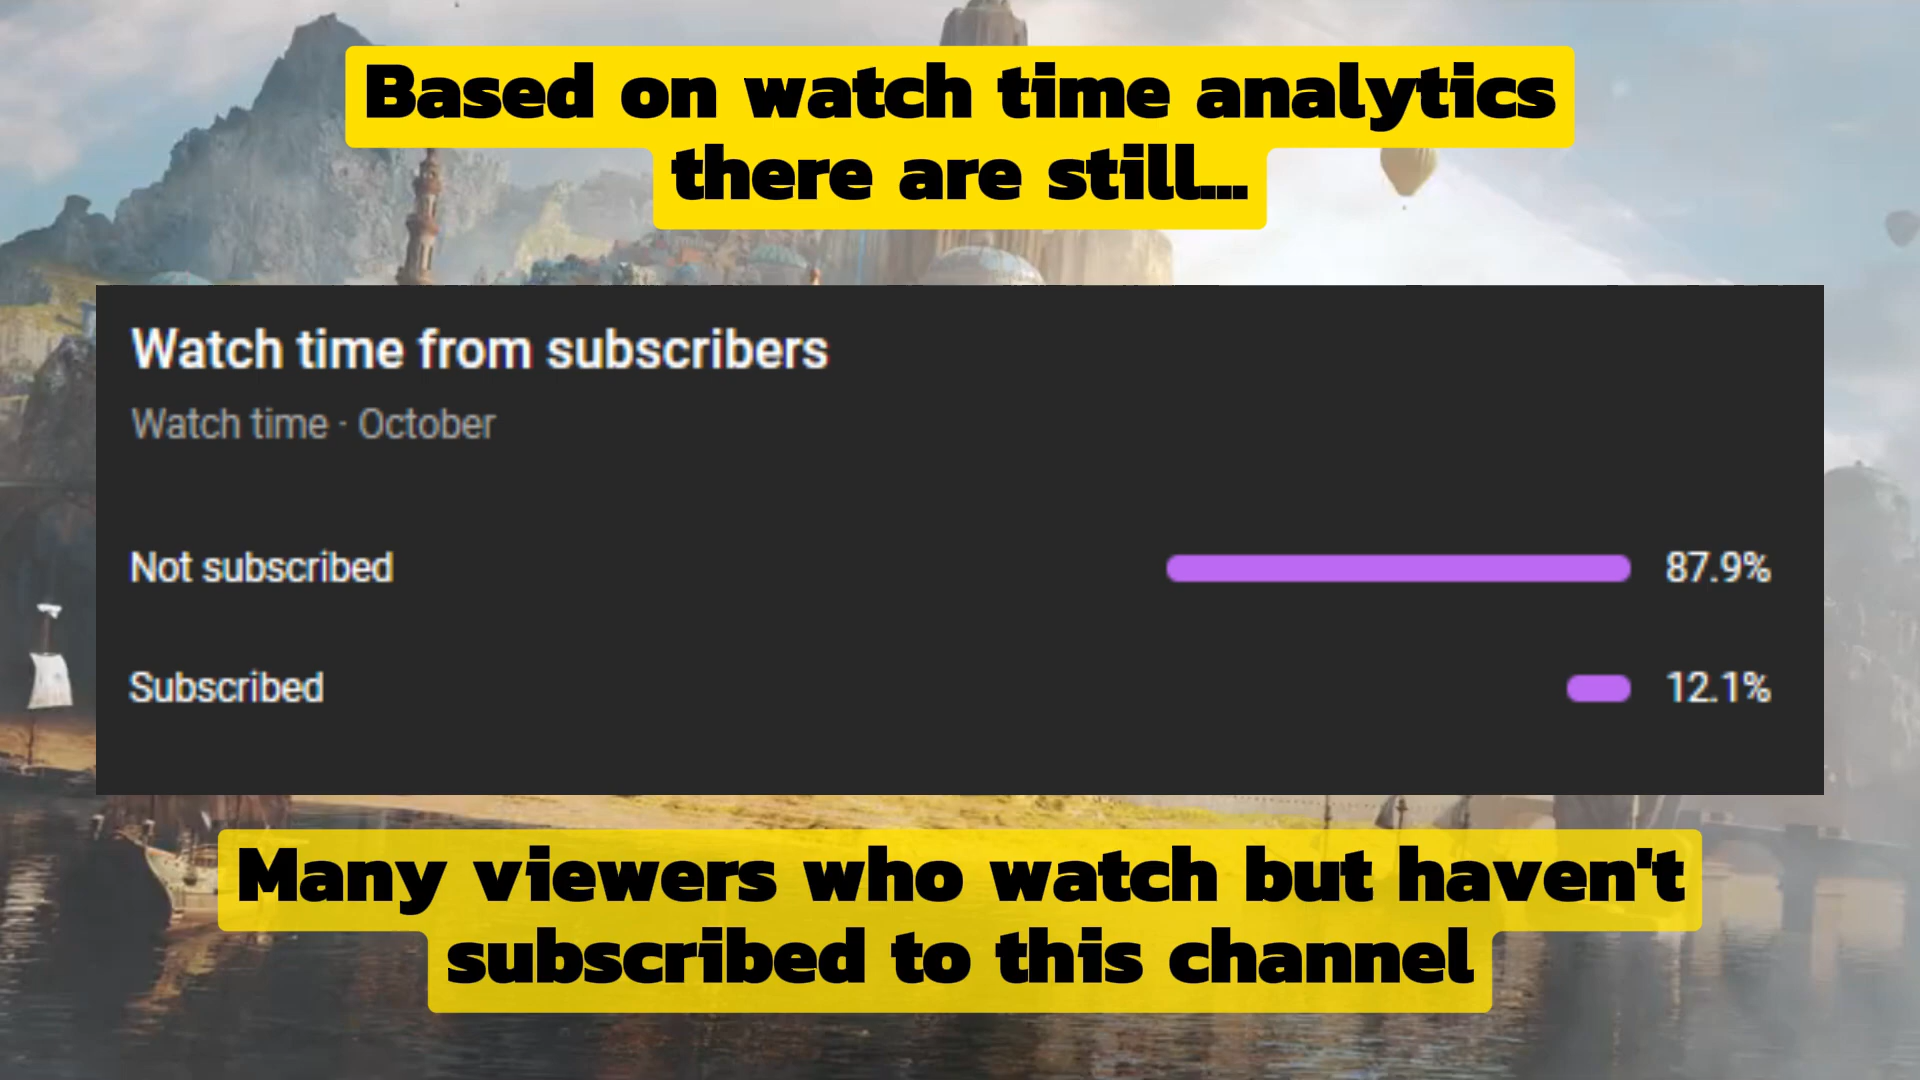 Based on watch time analytics
there are still...
Watch time from subscribers
Watch time · October
Not subscribed 87.9%
Subscribed 12.1%
Many viewers who watch but haven't
subscribed to this channel